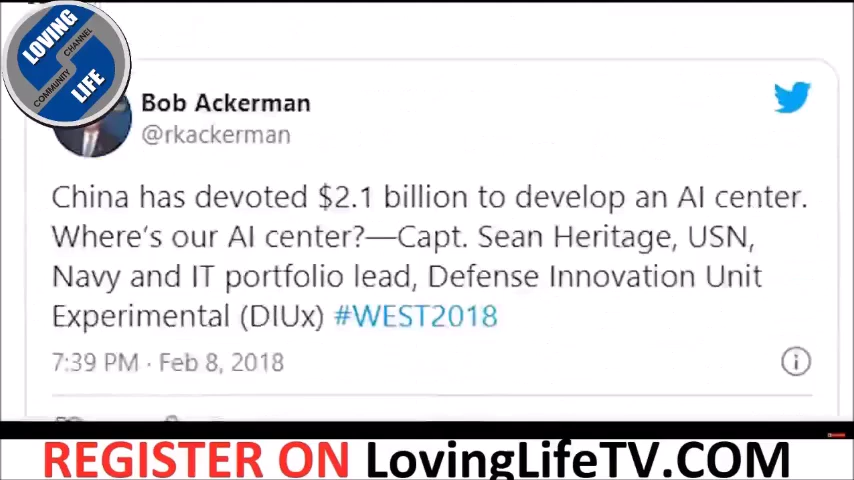 LOVING
CHANNEL
COMMUNITY
LIFE
Bob Ackerman
@rkackerman
China has devoted $2.1 billion to develop an AI center.
Where's our AI center?—Capt. Sean Heritage, USN,
Navy and IT portfolio lead, Defense Innovation Unit
Experimental (DIUx) #WEST2018
7:39 PM · Feb 8, 2018
REGISTER ON LovingLifeTV.COM